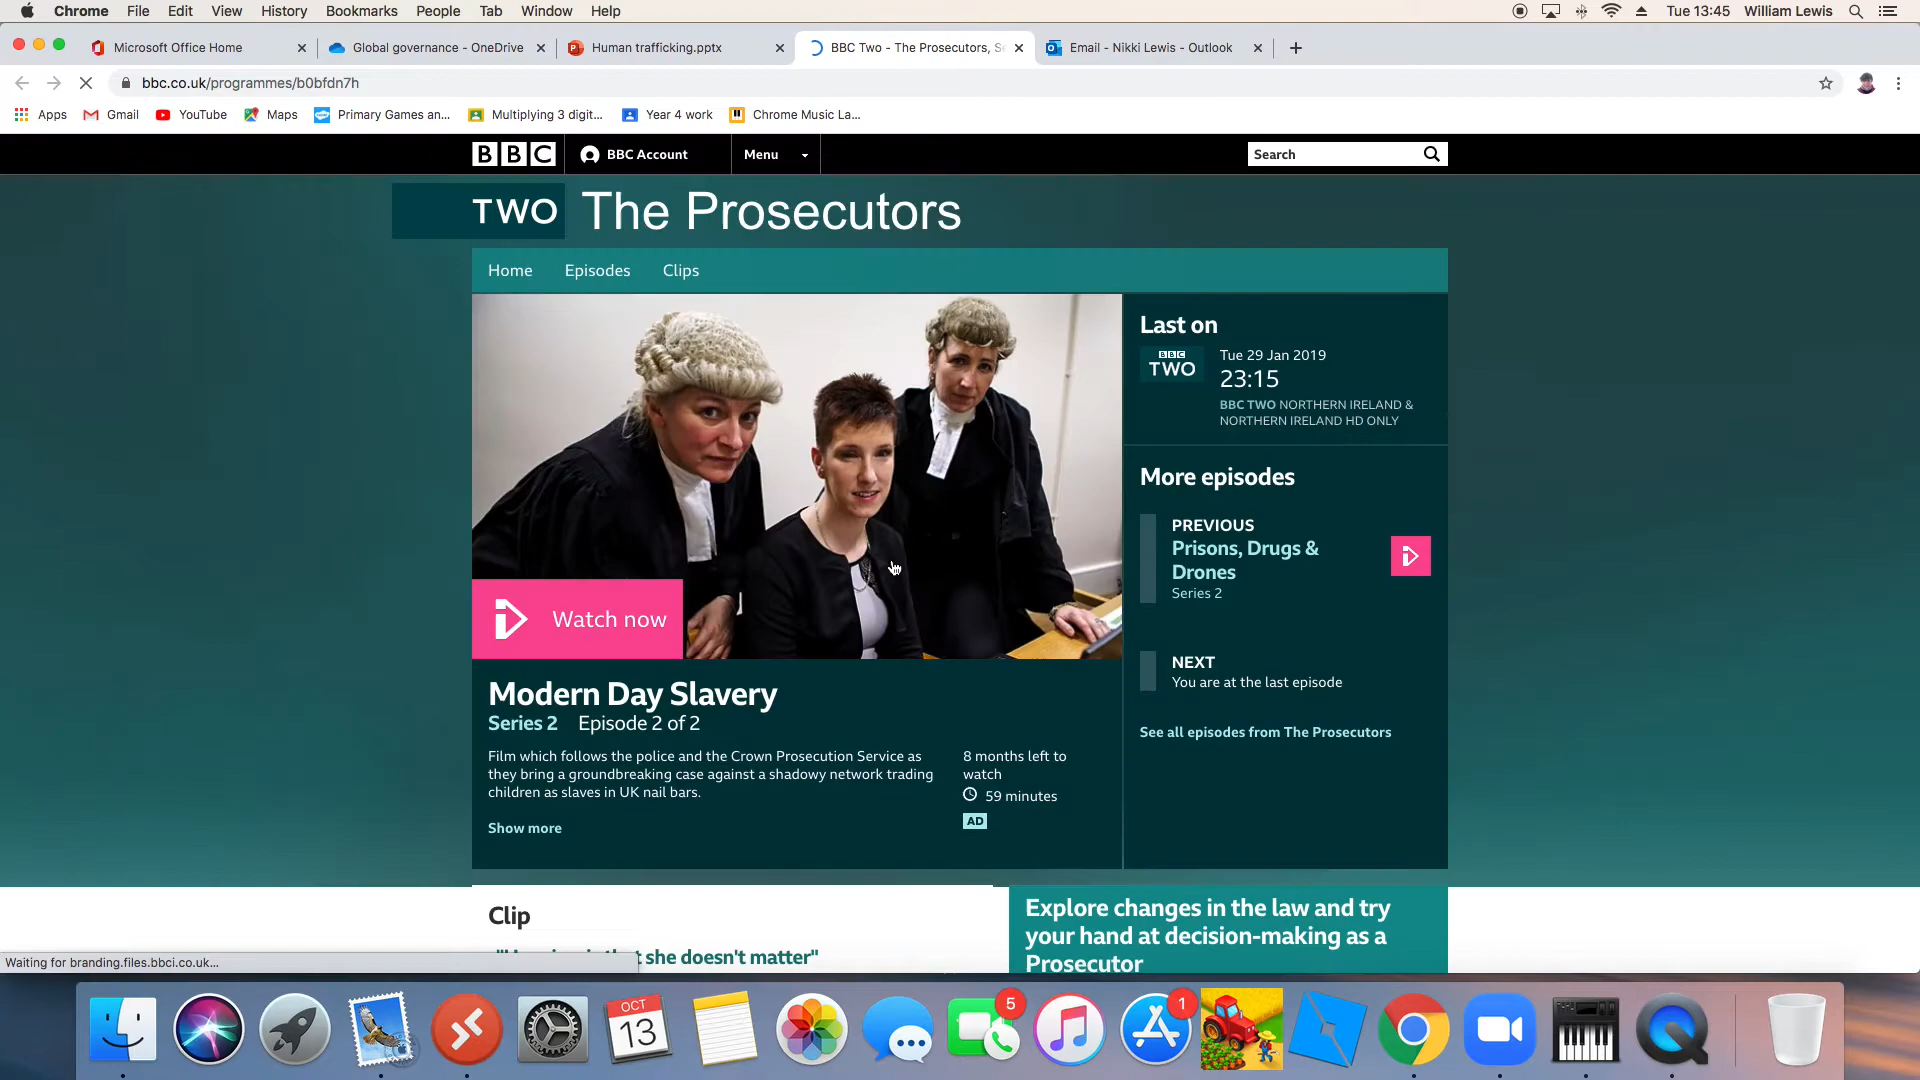 Chrome File Edit View History Bookmarks People Tab Window Help Tue 13:45 William Lewis
Microsoft Office Home Global governance - OneDrive Human trafficking.pptx BBC Two - The Prosecutors, Email - Nikki Lewis - Outlook
bbc.co.uk/programmes/b0bfdn7h
Apps Gmail YouTube Maps Primary Games an... Multiplying 3 digit... Year 4 work Chrome Music La...
BBC BBC Account Menu Search
TWO The Prosecutors
Home Episodes Clips
Last on
BBC TWO
Tue 29 Jan 2019
23:15
BBC TWO NORTHERN IRELAND &
NORTHERN IRELAND HD ONLY
More episodes
PREVIOUS
Prisons, Drugs &
Drones
Series 2
NEXT
You are at the last episode
See all episodes from The Prosecutors
Watch now
Modern Day Slavery
Series 2 Episode 2 of 2
Film which follows the police and the Crown Prosecution Service as
they bring a groundbreaking case against a shadowy network trading
children as slaves in UK nail bars.
Show more
8 months left to
watch
59 minutes
AD
Clip
she doesn't matter"
Explore changes in the law and try
your hand at decision-making as a
Prosecutor
Waiting for branding.files.bbci.co.uk...
OCT
13
5
1